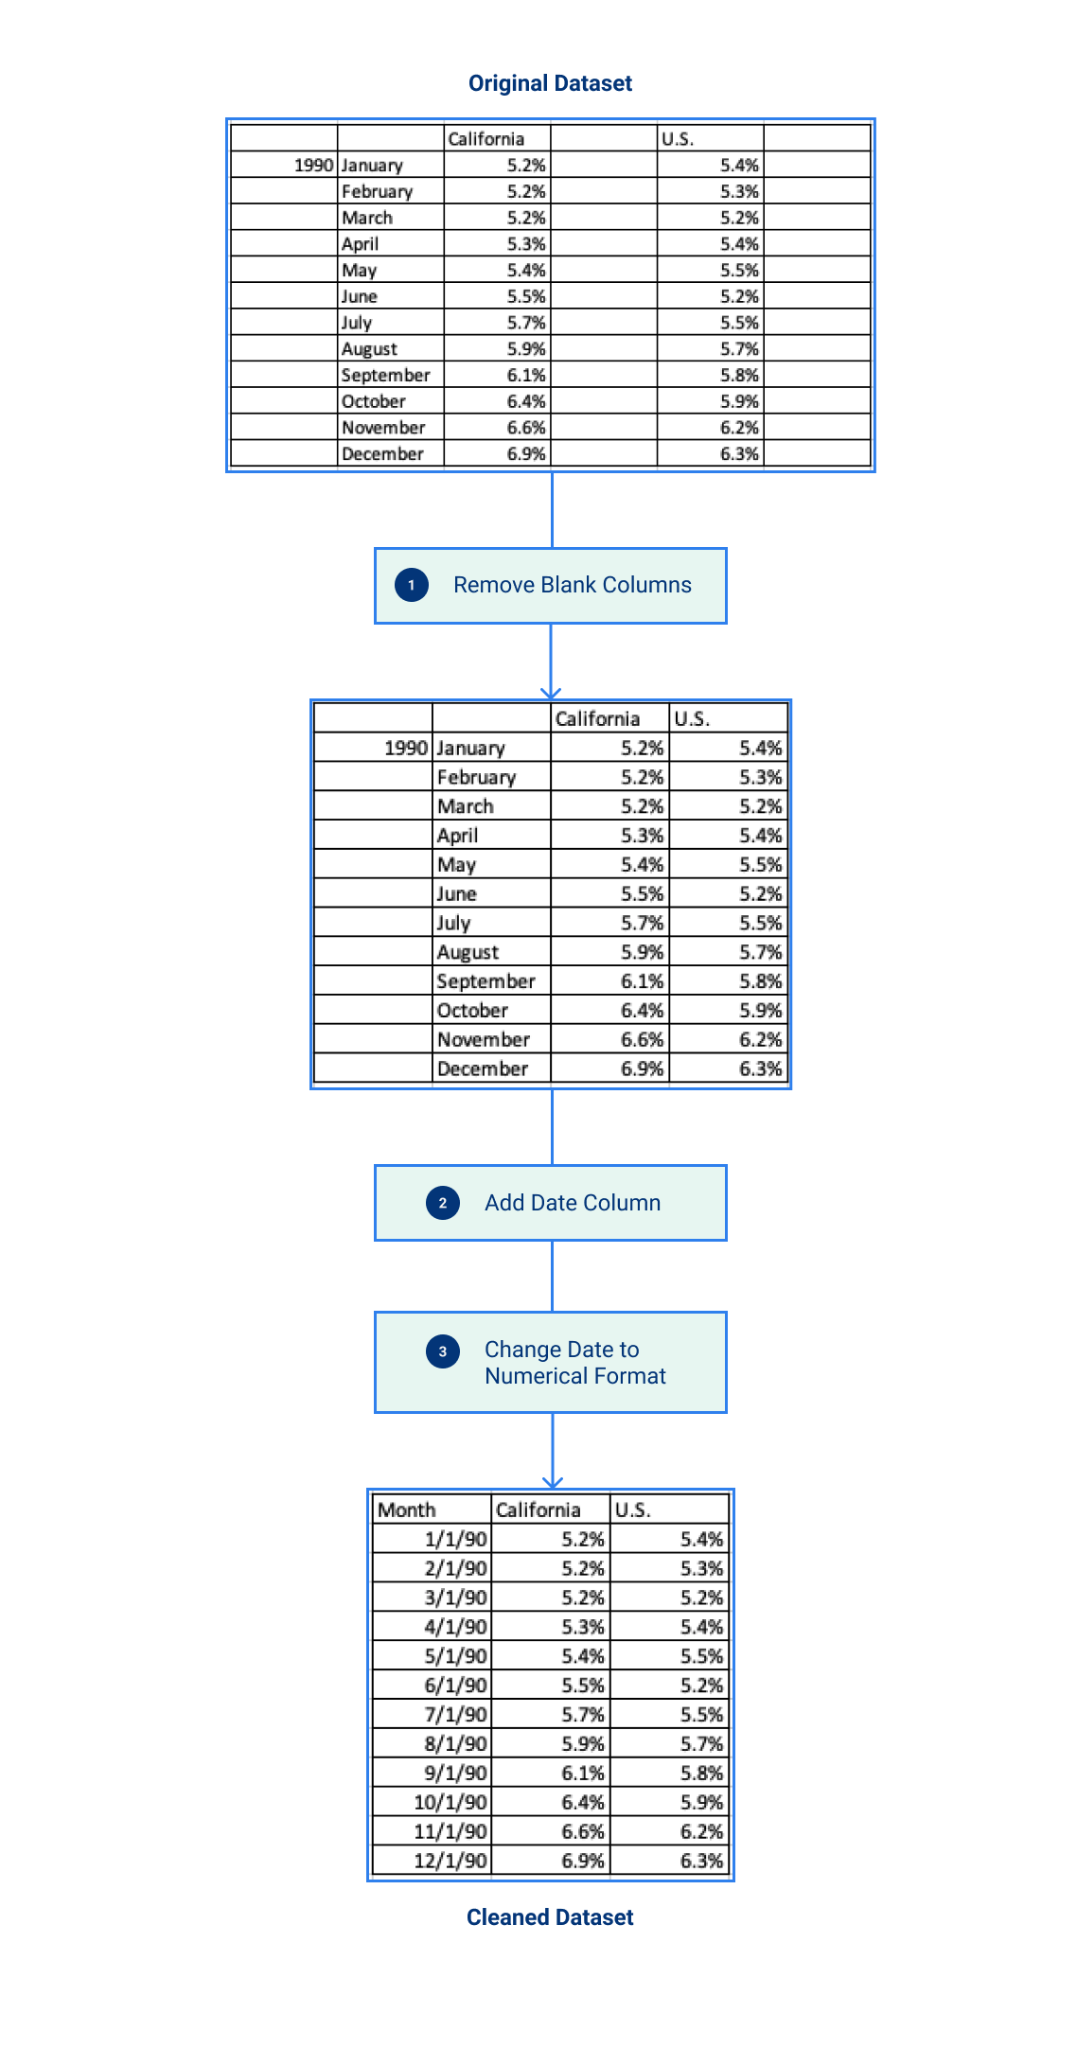 Original Dataset
California U.S.
1990 January 5.2% 5.4%
February 5.2% 5.3%
March 5.2% 5.2%
April 5.3% 5.4%
May 5.4% 5.5%
June 5.5% 5.2%
July 5.7% 5.5%
August 5.9% 5.7%
September 6.1% 5.8%
October 6.4% 5.9%
November 6.6% 6.2%
December 6.9% 6.3%
1 Remove Blank Columns
California U.S.
1990 January 5.2% 5.4%
February 5.2% 5.3%
March 5.2% 5.2%
April 5.3% 5.4%
May 5.4% 5.5%
June 5.5% 5.2%
July 5.7% 5.5%
August 5.9% 5.7%
September 6.1% 5.8%
October 6.4% 5.9%
November 6.6% 6.2%
December 6.9% 6.3%
2 Add Date Column
3 Change Date to
Numerical Format
Month California U.S.
1/1/90 5.2% 5.4%
2/1/90 5.2% 5.3%
3/1/90 5.2% 5.2%
4/1/90 5.3% 5.4%
5/1/90 5.4% 5.5%
6/1/90 5.5% 5.2%
7/1/90 5.7% 5.5%
8/1/90 5.9% 5.7%
9/1/90 6.1% 5.8%
10/1/90 6.4% 5.9%
11/1/90 6.6% 6.2%
12/1/90 6.9% 6.3%
Cleaned Dataset